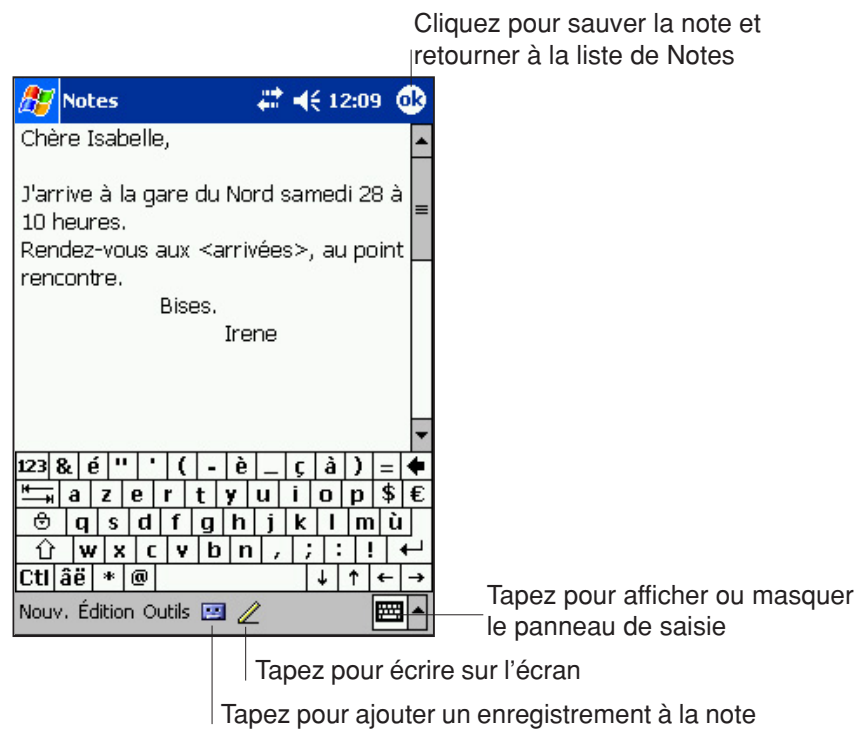 Cliquez pour sauver la note et
retourner à la liste de Notes
Notes 12:09 ok
Chère Isabelle,
J'arrive à la gare du Nord samedi 28 à
10 heures.
Rendez-vous aux <arrivées>, au point
rencontre.
Bises.
Irene
123 & é " ' ( - è _ ç à ) =
a z e r t y u i o p $ €
q s d f g h j k l m ù
w x c v b n , ; : !
Ctl âë * @ ↓ ↑ ← →
Nouv. Édition Outils
Tapez pour afficher ou masquer
le panneau de saisie
Tapez pour écrire sur l’écran
Tapez pour ajouter un enregistrement à la note